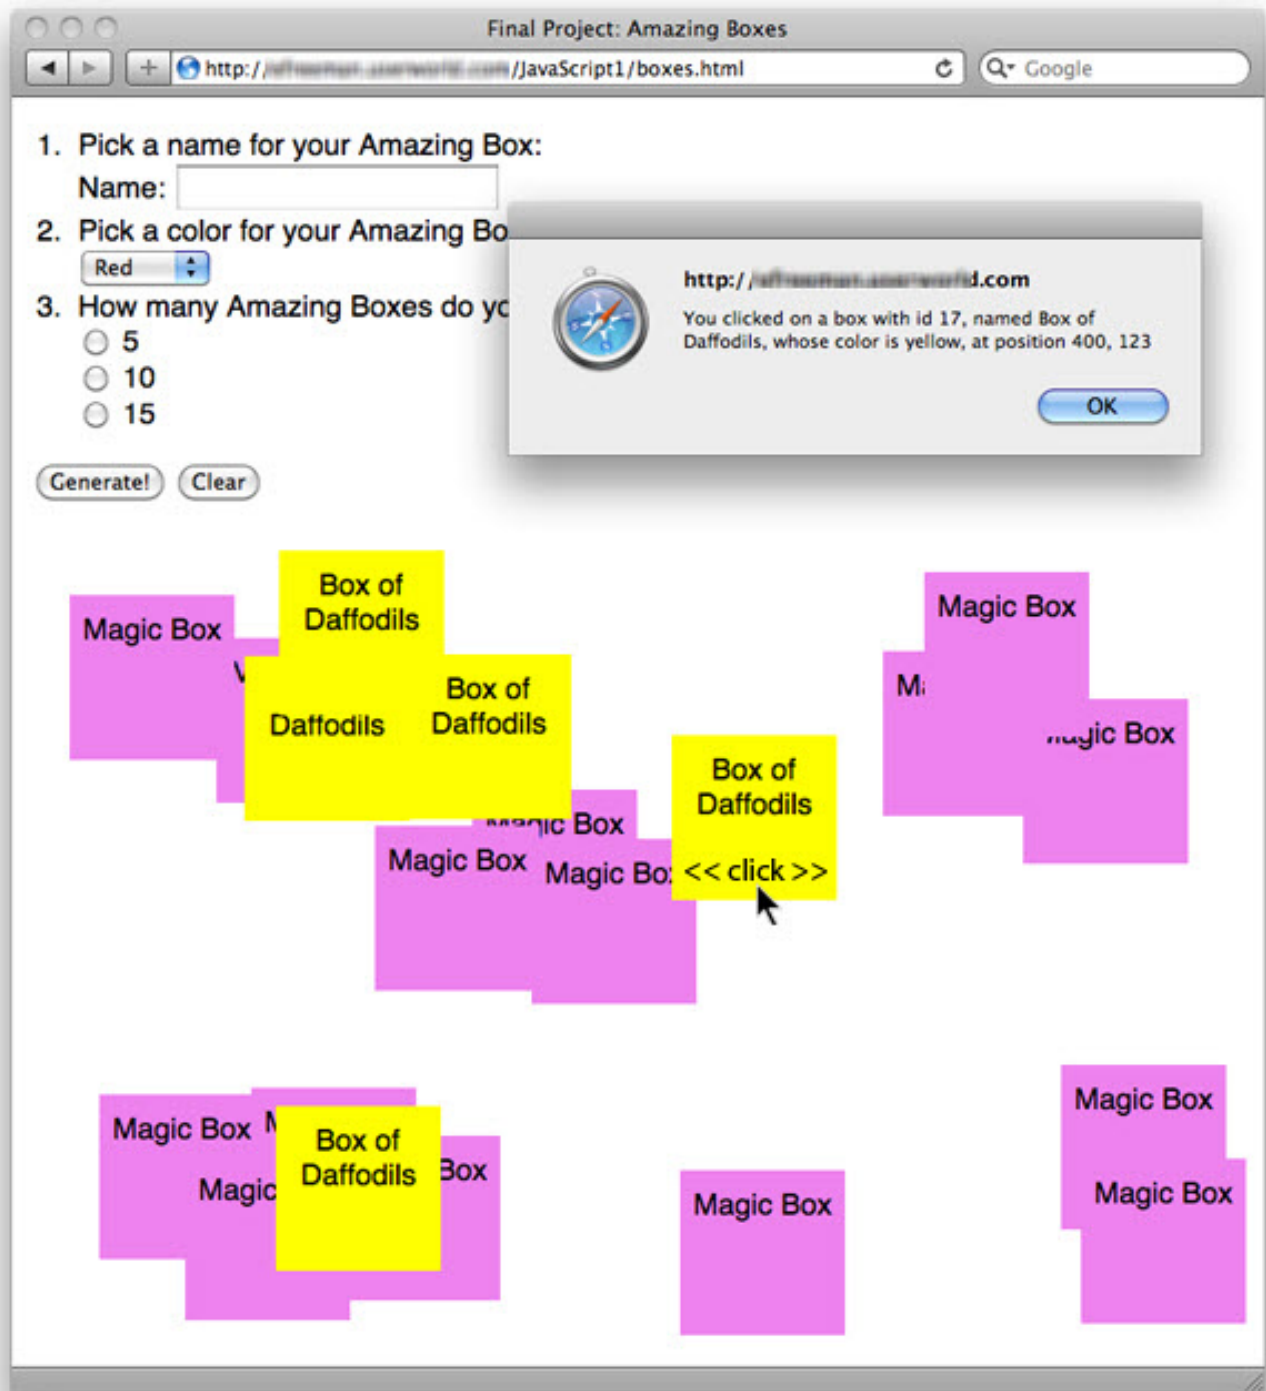 Final Project: Amazing Boxes
http:// /JavaScript1/boxes.html
Google
1. Pick a name for your Amazing Box:
Name:
2. Pick a color for your Amazing Bo
Red
3. How many Amazing Boxes do yo
5
10
15
Generate!
Clear
http:// d.com
You clicked on a box with id 17, named Box of
Daffodils, whose color is yellow, at position 400, 123
OK
Box of
Daffodils
Magic Box
Daffodils
Box of
Daffodils
Magic Box
Magic Box
Magic Bo
Box of
Daffodils
<< click >>
Magic Box
Ma
Magic Box
Magic Box
Magic
Box of
Daffodils
Box
Magic Box
Magic Box
Magic Box